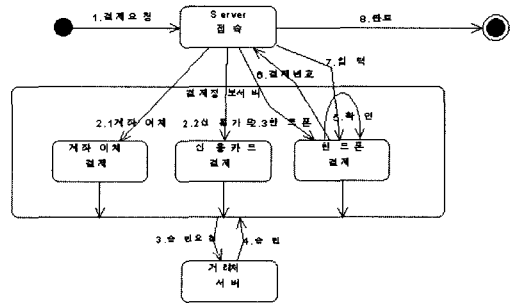 1.결제요청
Server
접속
8.완료
7.입력
6.결제번호
결제정보서버
2.1계좌 이체
2.2신용카드
2.3핸드폰
5.확인
계좌 이체
결제
신용카드
결제
핸드폰
결제
3.승인요청
4.승인
거래처
서버